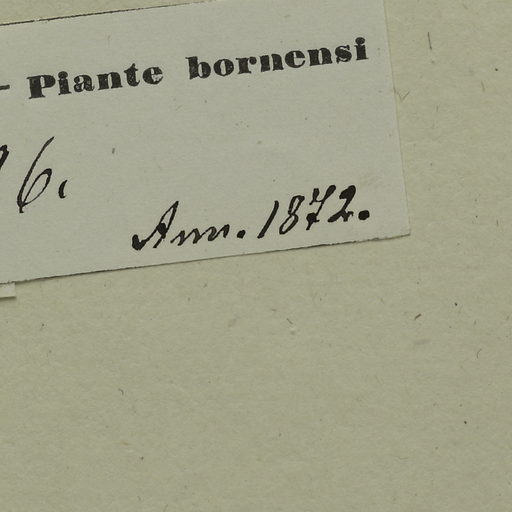 - Piante bornensi
6.
Ann. 1872.